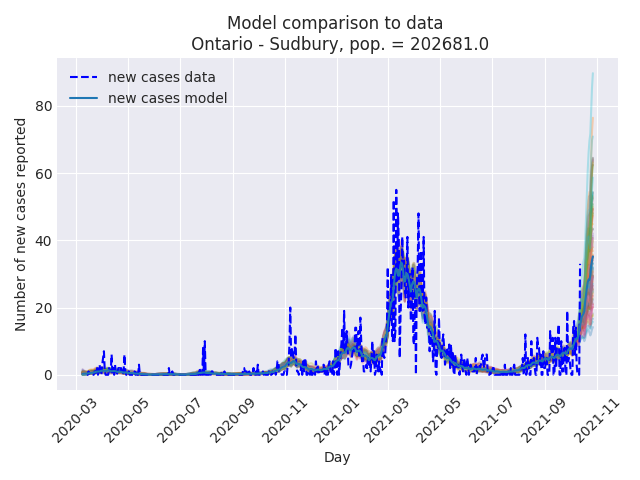 Model comparison to data
Ontario - Sudbury, pop. = 202681.0
new cases data
new cases model
Number of new cases reported
80
60
40
20
0
2020-03
2020-05
2020-07
2020-09
2020-11
2021-01
2021-03
2021-05
2021-07
2021-09
2021-11
Day